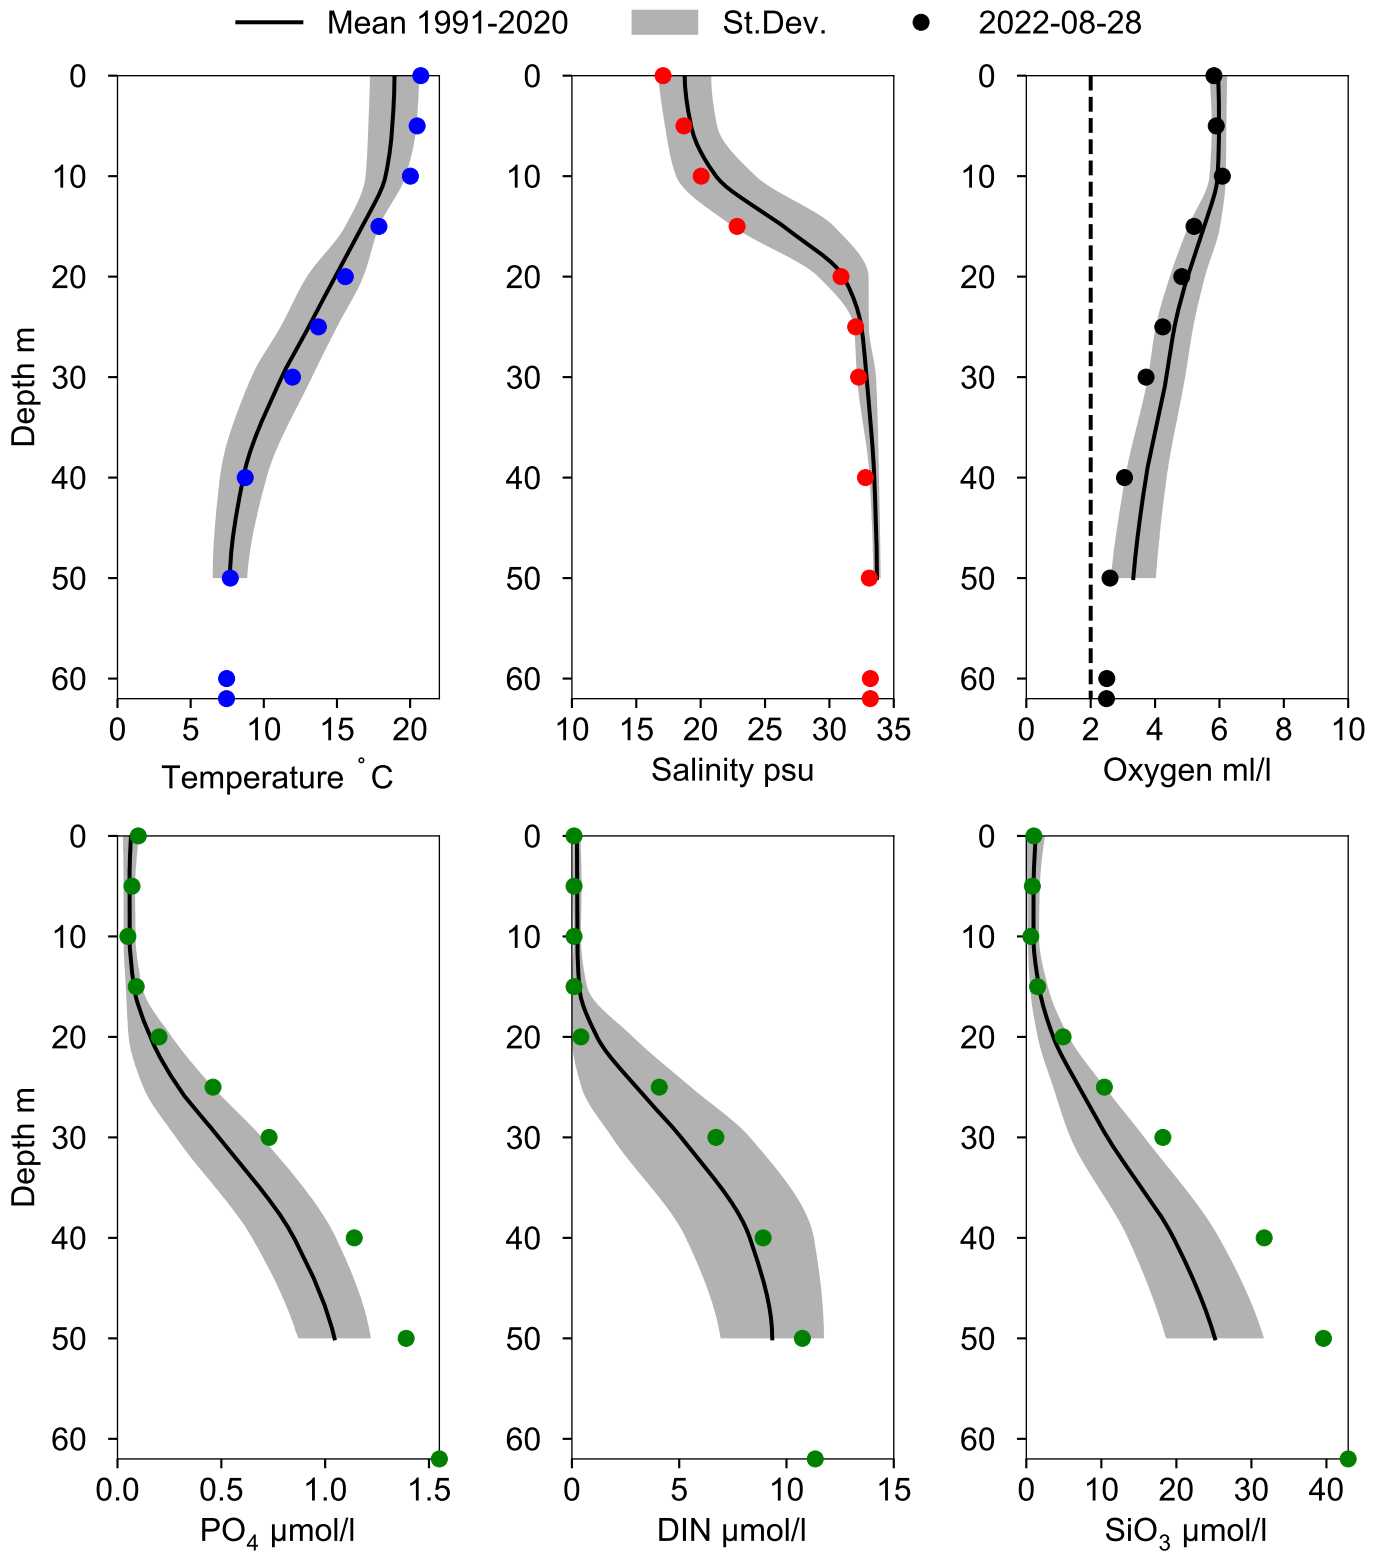 Mean 1991-2020 St.Dev. 2022-08-28
0 0 0
10 10 10
20 20 20
30 30 30
40 40 40
50 50 50
60 60 60
Depth m
0 5 10 15 20 10 15 20 25 30 35 0 2 4 6 8 10
Temperature °C Salinity psu Oxygen ml/l
0 0 0
10 10 10
20 20 20
30 30 30
40 40 40
50 50 50
60 60 60
Depth m
0.0 0.5 1.0 1.5 0 5 10 15 0 10 20 30 40
PO4 μmol/l DIN μmol/l SiO3 μmol/l